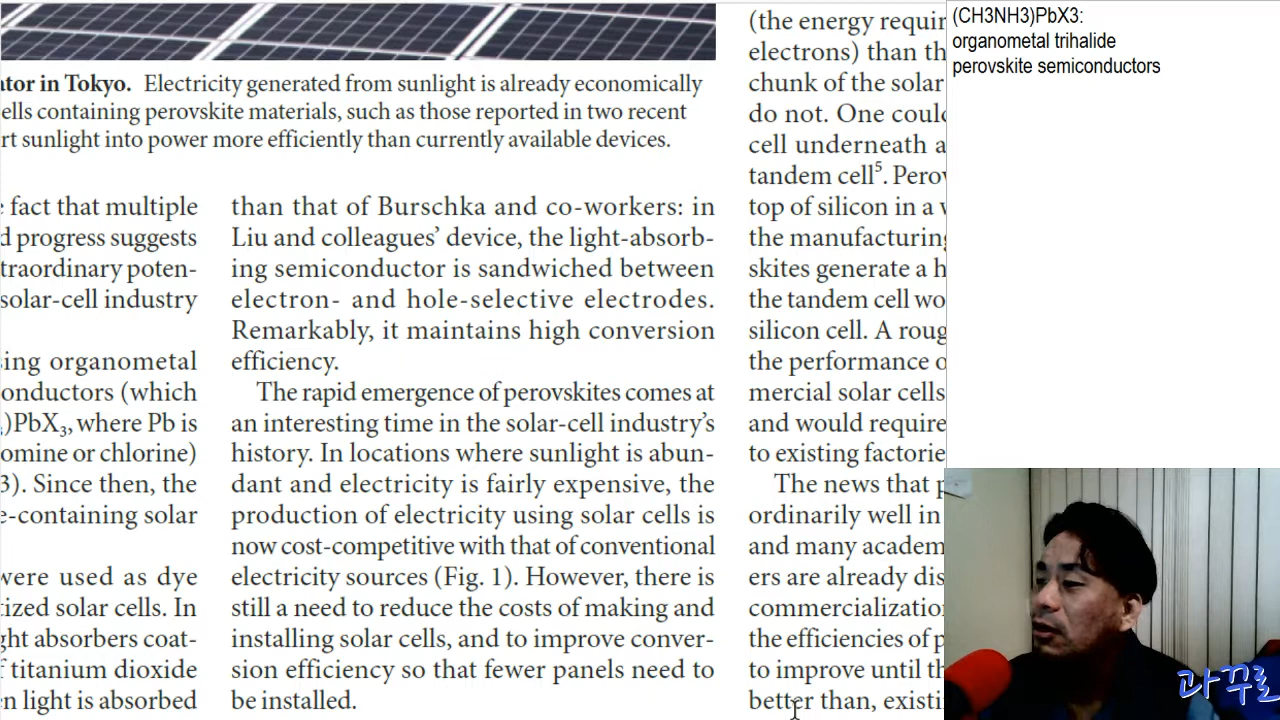 ator in Tokyo. Electricity generated from sunlight is already economically
ells containing perovskite materials, such as those reported in two recent
rt sunlight into power more efficiently than currently available devices.
fact that multiple
d progress suggests
traordinary poten-
solar-cell industry
sing organometal
onductors (which
)PbX3, where Pb is
omine or chlorine)
3). Since then, the
e-containing solar
were used as dye
tized solar cells. In
ght absorbers coat-
f titanium dioxide
en light is absorbed
than that of Burschka and co-workers: in
Liu and colleagues’ device, the light-absorb-
ing semiconductor is sandwiched between
electron- and hole-selective electrodes.
Remarkably, it maintains high conversion
efficiency.
The rapid emergence of perovskites comes at
an interesting time in the solar-cell industry’s
history. In locations where sunlight is abun-
dant and electricity is fairly expensive, the
production of electricity using solar cells is
now cost-competitive with that of conventional
electricity sources (Fig. 1). However, there is
still a need to reduce the costs of making and
installing solar cells, and to improve conver-
sion efficiency so that fewer panels need to
be installed.
(the energy requir
electrons) than th
chunk of the solar
do not. One could
cell underneath a
tandem cell5. Perov
top of silicon in a
the manufacturing
skites generate a h
the tandem cell wo
silicon cell. A roug
the performance o
mercial solar cells
and would require
to existing factorie
The news that p
ordinarily well in
and many academ
ers are already dis
commercialization
the efficiencies of p
to improve until th
better than, existi
(CH3NH3)PbX3:
organometal trihalide
perovskite semiconductors
과꾸로